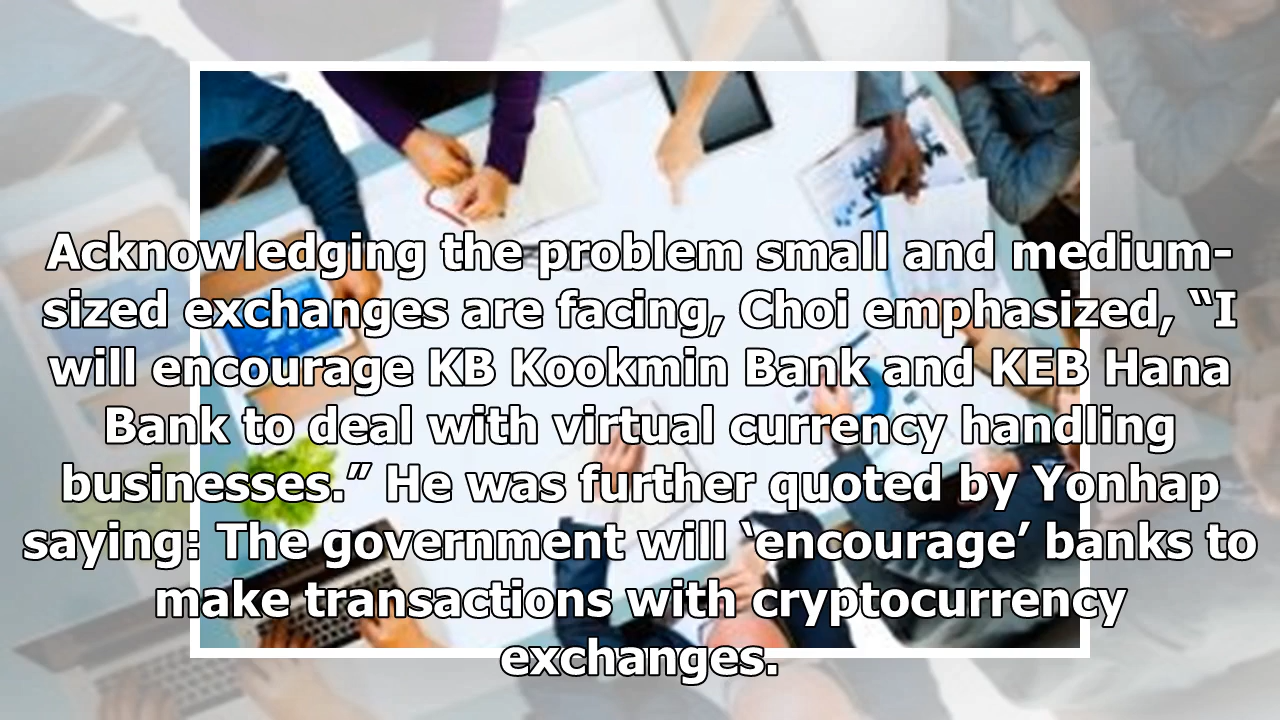 Acknowledging the problem small and medium-
sized exchanges are facing, Choi emphasized, “I
will encourage KB Kookmin Bank and KEB Hana
Bank to deal with virtual currency handling
businesses.” He was further quoted by Yonhap
saying: The government will ‘encourage’ banks to
make transactions with cryptocurrency
exchanges.